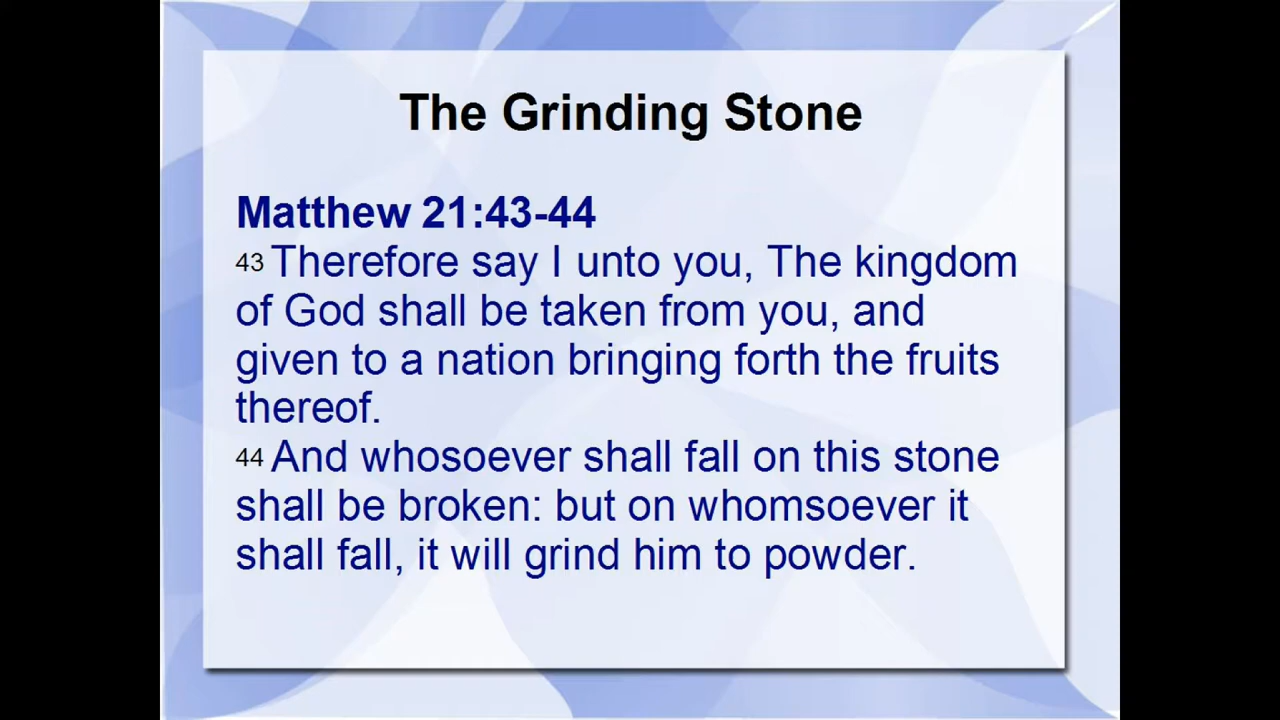 The Grinding Stone
Matthew 21:43-44
43 Therefore say I unto you, The kingdom
of God shall be taken from you, and
given to a nation bringing forth the fruits
thereof.
44 And whosoever shall fall on this stone
shall be broken: but on whomsoever it
shall fall, it will grind him to powder.